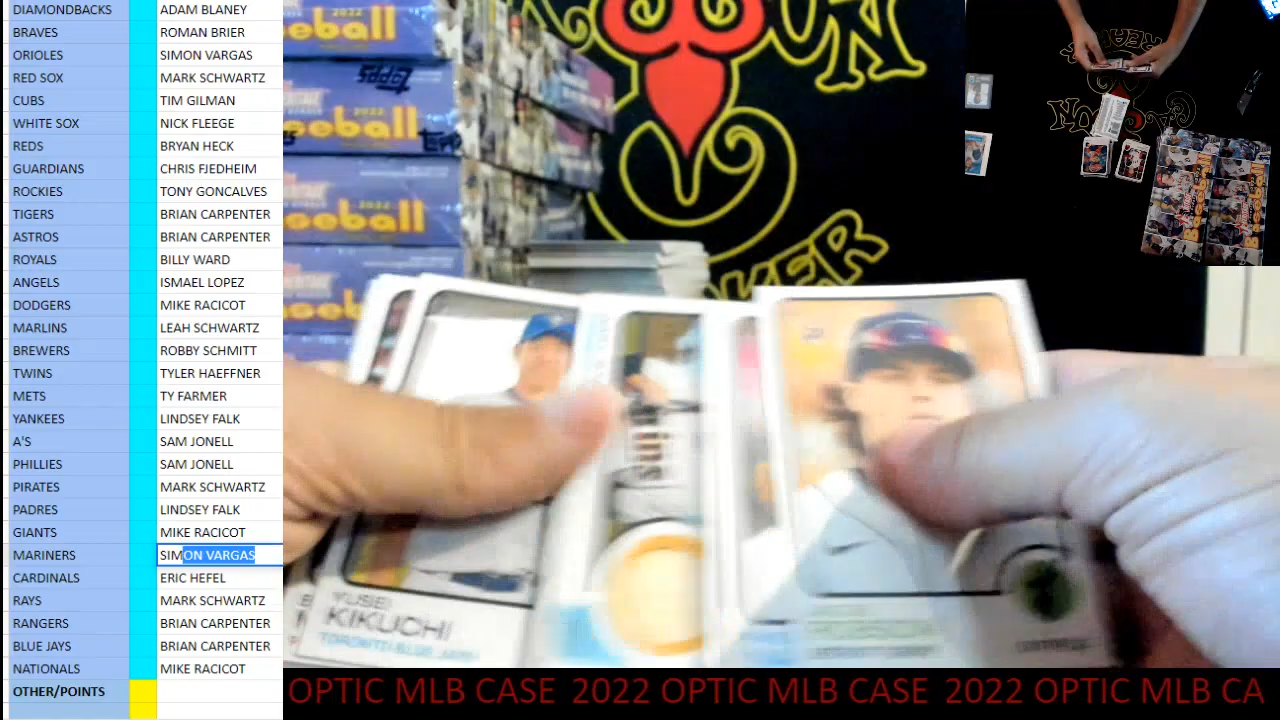 DIAMONDBACKS ADAM BLANEY
BRAVES ROMAN BRIER
ORIOLES SIMON VARGAS
RED SOX MARK SCHWARTZ
CUBS TIM GILMAN
WHITE SOX NICK FLEEGE
REDS BRYAN HECK
GUARDIANS CHRIS FJEDHEIM
ROCKIES TONY GONCALVES
TIGERS BRIAN CARPENTER
ASTROS BRIAN CARPENTER
ROYALS BILLY WARD
ANGELS ISMAEL LOPEZ
DODGERS MIKE RACICOT
MARLINS LEAH SCHWARTZ
BREWERS ROBBY SCHMITT
TWINS TYLER HAEFFNER
METS TY FARMER
YANKEES LINDSEY FALK
A'S SAM JONELL
PHILLIES SAM JONELL
PIRATES MARK SCHWARTZ
PADRES LINDSEY FALK
GIANTS MIKE RACICOT
MARINERS SIMON VARGAS
CARDINALS ERIC HEFEL
RAYS MARK SCHWARTZ
RANGERS BRIAN CARPENTER
BLUE JAYS BRIAN CARPENTER
NATIONALS MIKE RACICOT
OTHER/POINTS
2022
2022
YUSEI
KIKUCHI
TORONTO BLUE JAYS
OPTIC MLB CASE 2022 OPTIC MLB CASE 2022 OPTIC MLB CA